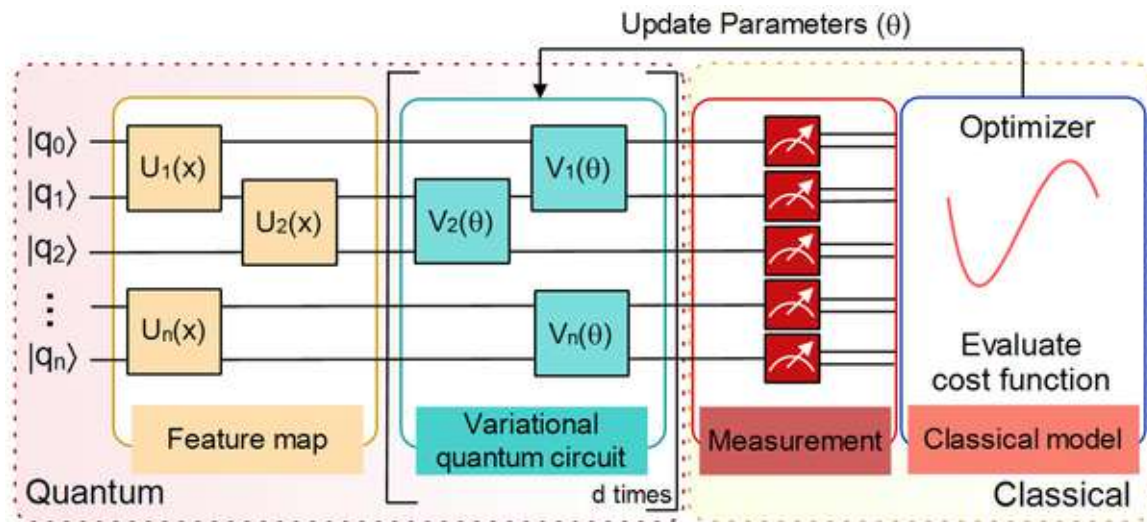 Update Parameters (θ)
|q₀⟩
|q₁⟩
|q₂⟩
...
|qₙ⟩
U₁(x)
U₂(x)
Uₙ(x)
Feature map
V₁(θ)
V₂(θ)
Vₙ(θ)
Variational
quantum circuit
d times
Quantum
Measurement
Optimizer
Evaluate
cost function
Classical model
Classical